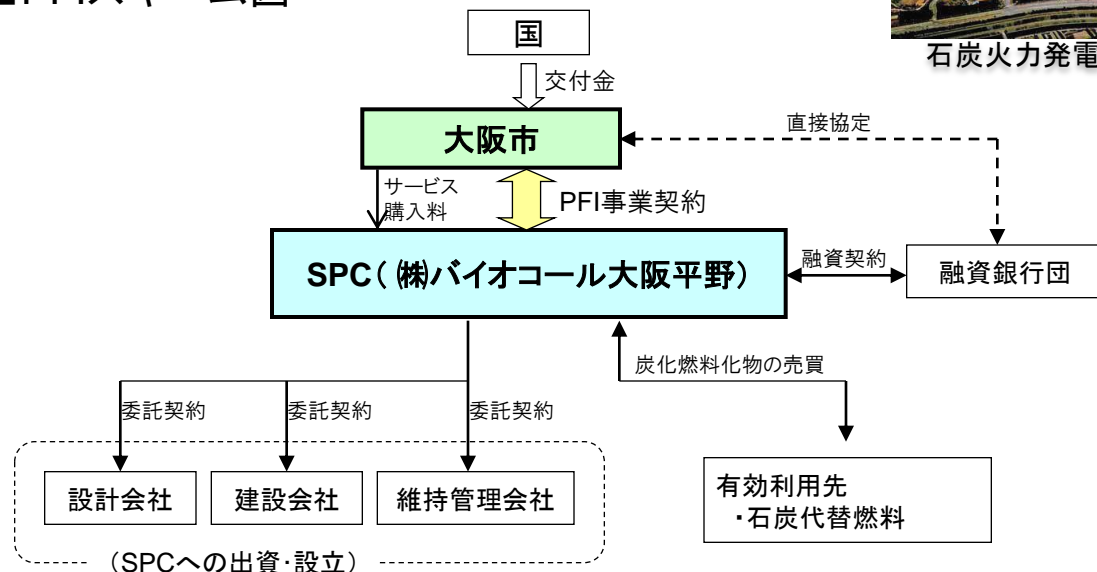 国
石炭火力発電
交付金
大阪市
直接協定
サービス
購入料
PFI事業契約
SPC(㈱バイオコール大阪平野)
融資契約
融資銀行団
炭化燃料化物の売買
委託契約
委託契約
委託契約
設計会社
建設会社
維持管理会社
有効利用先
・石炭代替燃料
(SPCへの出資・設立)